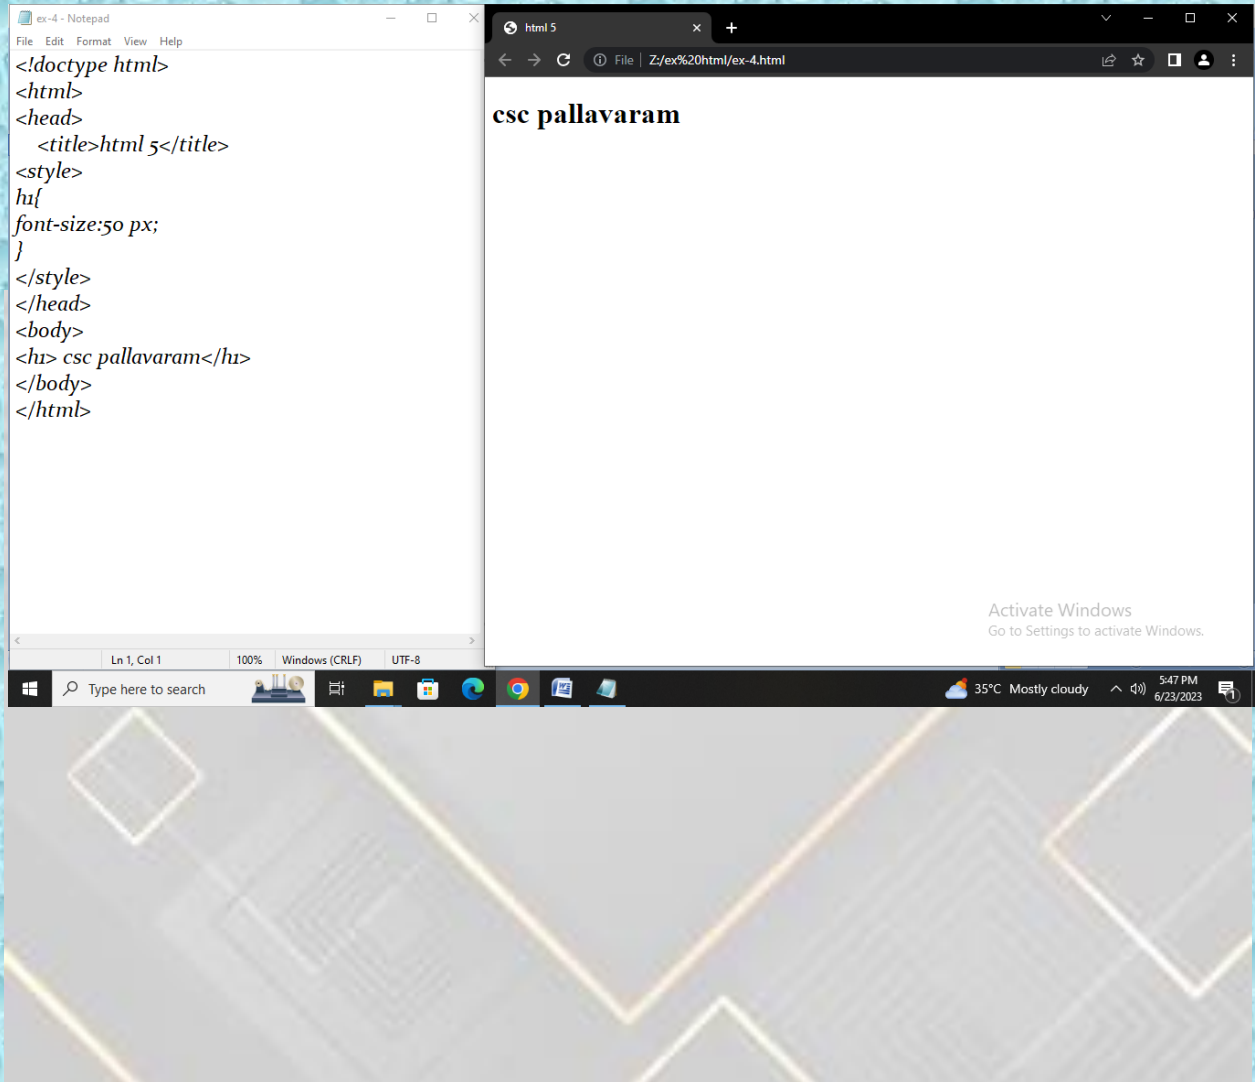 ex-4 - Notepad
File Edit Format View Help
<!doctype html>
<html>
<head>
<title>html 5</title>
<style>
h1{
font-size:50 px;
}
</style>
</head>
<body>
<h1> csc pallavaram</h1>
</body>
</html>
Ln 1, Col 1 100% Windows (CRLF) UTF-8
html 5
File Z:/ex%20html/ex-4.html
csc pallavaram
Activate Windows
Go to Settings to activate Windows.
Type here to search
35°C Mostly cloudy
5:47 PM
6/23/2023
1